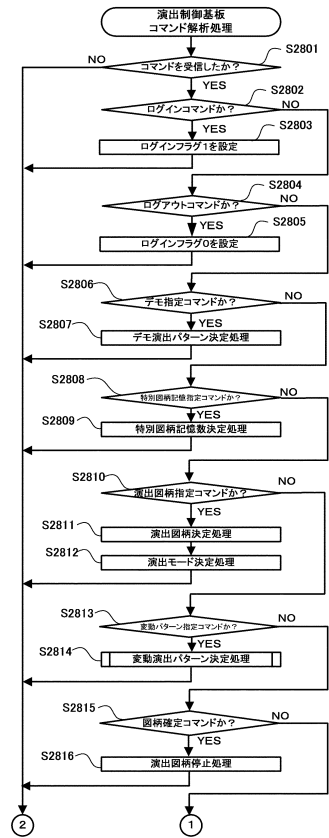 演出制御基板
コマンド解析処理
S2801
NO
コマンドを受信したか？
YES
S2802
ログインコマンドか？
NO
YES
S2803
ログインフラグ1を設定
S2804
ログアウトコマンドか？
NO
YES
S2805
ログインフラグ0を設定
S2806
デモ指定コマンドか？
NO
S2807
YES
デモ演出パターン決定処理
S2808
特別図柄記憶指定コマンドか？
NO
S2809
YES
特別図柄記憶数決定処理
S2810
NO
演出図柄指定コマンドか？
YES
S2811
演出図柄決定処理
S2812
演出モード決定処理
S2813
NO
変動パターン指定コマンドか？
YES
S2814
変動演出パターン決定処理
S2815
NO
図柄確定コマンドか？
YES
S2816
演出図柄停止処理
2
1